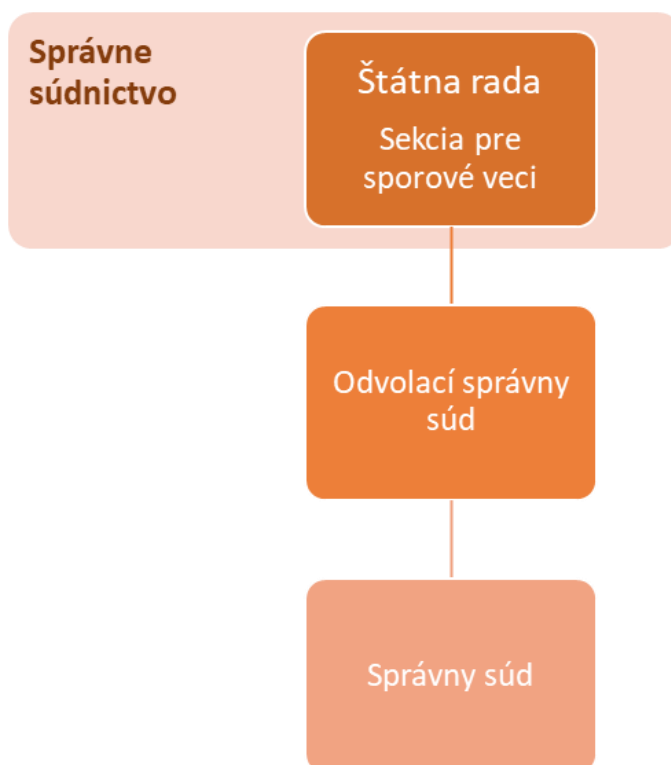 Správne
súdnictvo
Štátna rada
Sekcia pre
sporové veci
Odvolací správny
súd
Správny súd